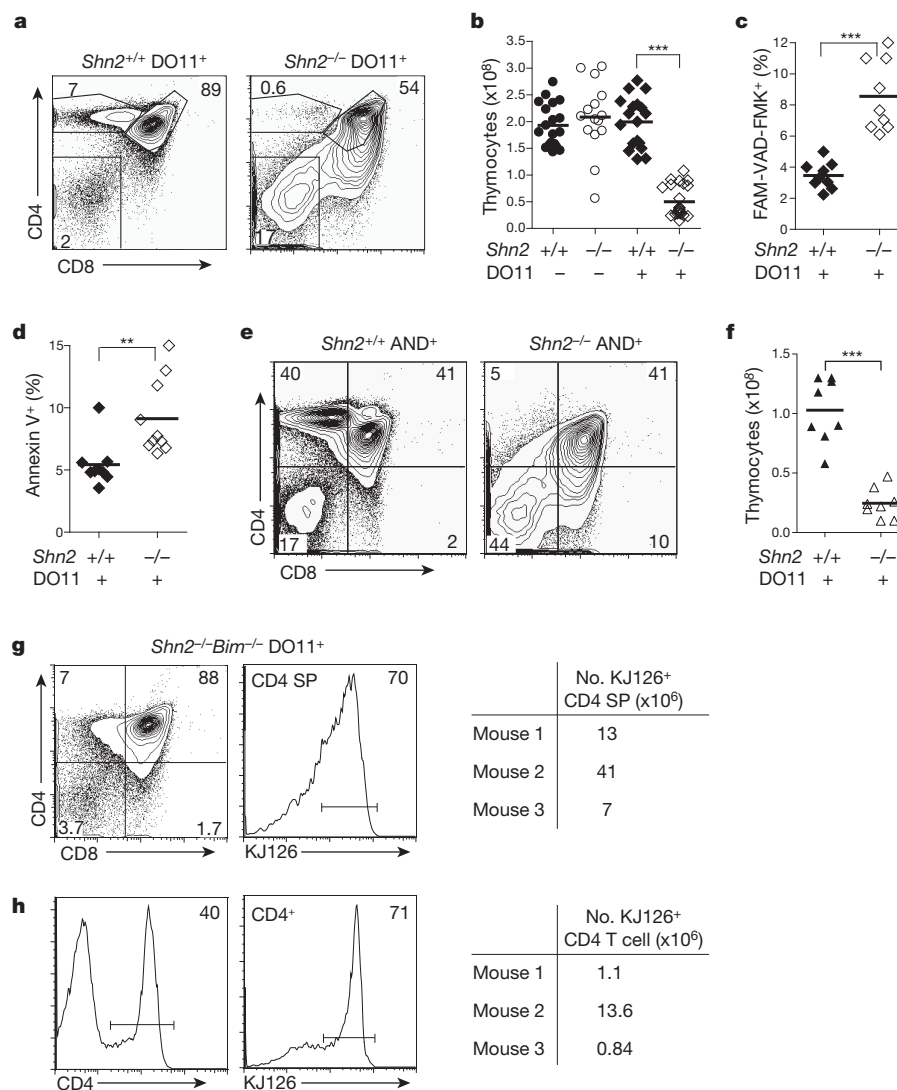 a
Shn2+/+ DO11+
7
89
2
CD4
CD8
Shn2–/– DO11+
0.6
54
17
b
***
Thymocytes (x10⁸)
3.5
3.0
2.5
2.0
1.5
1.0
0.5
0
Shn2 +/+ –/– +/+ –/–
DO11 – – + +
c
***
FAM-VAD-FMK+ (%)
12
10
8
6
4
2
0
Shn2 +/+ –/–
DO11 + +
d
**
Annexin V+ (%)
15
10
5
0
Shn2 +/+ –/–
DO11 + +
e
Shn2+/+ AND+
40
41
17
2
CD4
CD8
Shn2–/– AND+
5
41
44
10
f
***
Thymocytes (x10⁸)
1.5
1.0
0.5
0
Shn2 +/+ –/–
DO11 + +
g
Shn2–/–Bim–/– DO11+
7
88
3.7
1.7
CD4
CD8
CD4 SP
70
KJ126
No. KJ126+
CD4 SP (x10⁶)
Mouse 1 13
Mouse 2 41
Mouse 3 7
h
40
CD4
CD4+
71
KJ126
No. KJ126+
CD4 T cell (x10⁶)
Mouse 1 1.1
Mouse 2 13.6
Mouse 3 0.84